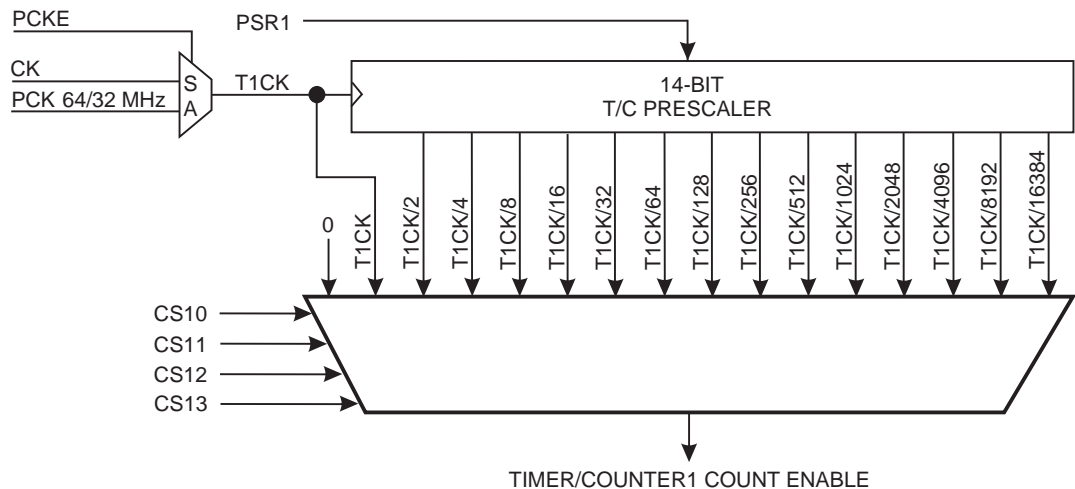 PCKE
PSR1
CK
PCK 64/32 MHz
S
A
T1CK
14-BIT
T/C PRESCALER
0
T1CK
T1CK/2
T1CK/4
T1CK/8
T1CK/16
T1CK/32
T1CK/64
T1CK/128
T1CK/256
T1CK/512
T1CK/1024
T1CK/2048
T1CK/4096
T1CK/8192
T1CK/16384
CS10
CS11
CS12
CS13
TIMER/COUNTER1 COUNT ENABLE